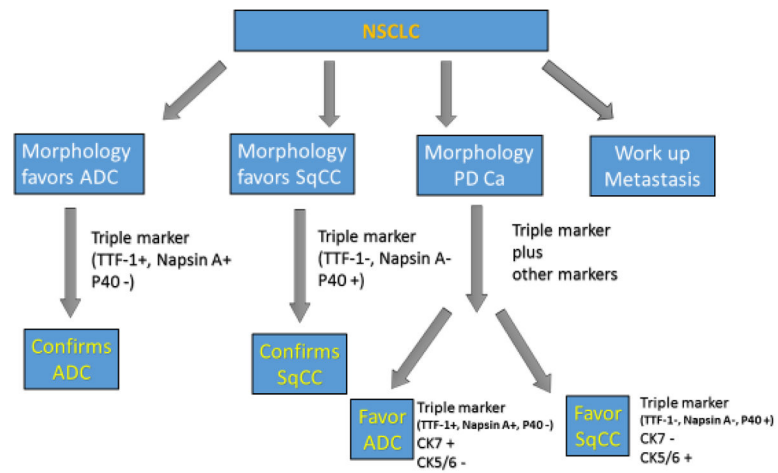 NSCLC
Morphology
favors ADC
Morphology
favors SqCC
Morphology
PD Ca
Work up
Metastasis
Triple marker
(TTF-1+, Napsin A+
P40 -)
Triple marker
(TTF-1-, Napsin A-
P40 +)
Triple marker
plus
other markers
Confirms
ADC
Confirms
SqCC
Favor
ADC
Triple marker
(TTF-1+, Napsin A+, P40 -)
CK7 +
CK5/6 -
Favor
SqCC
Triple marker
(TTF-1-, Napsin A-, P40 +)
CK7 -
CK5/6 +